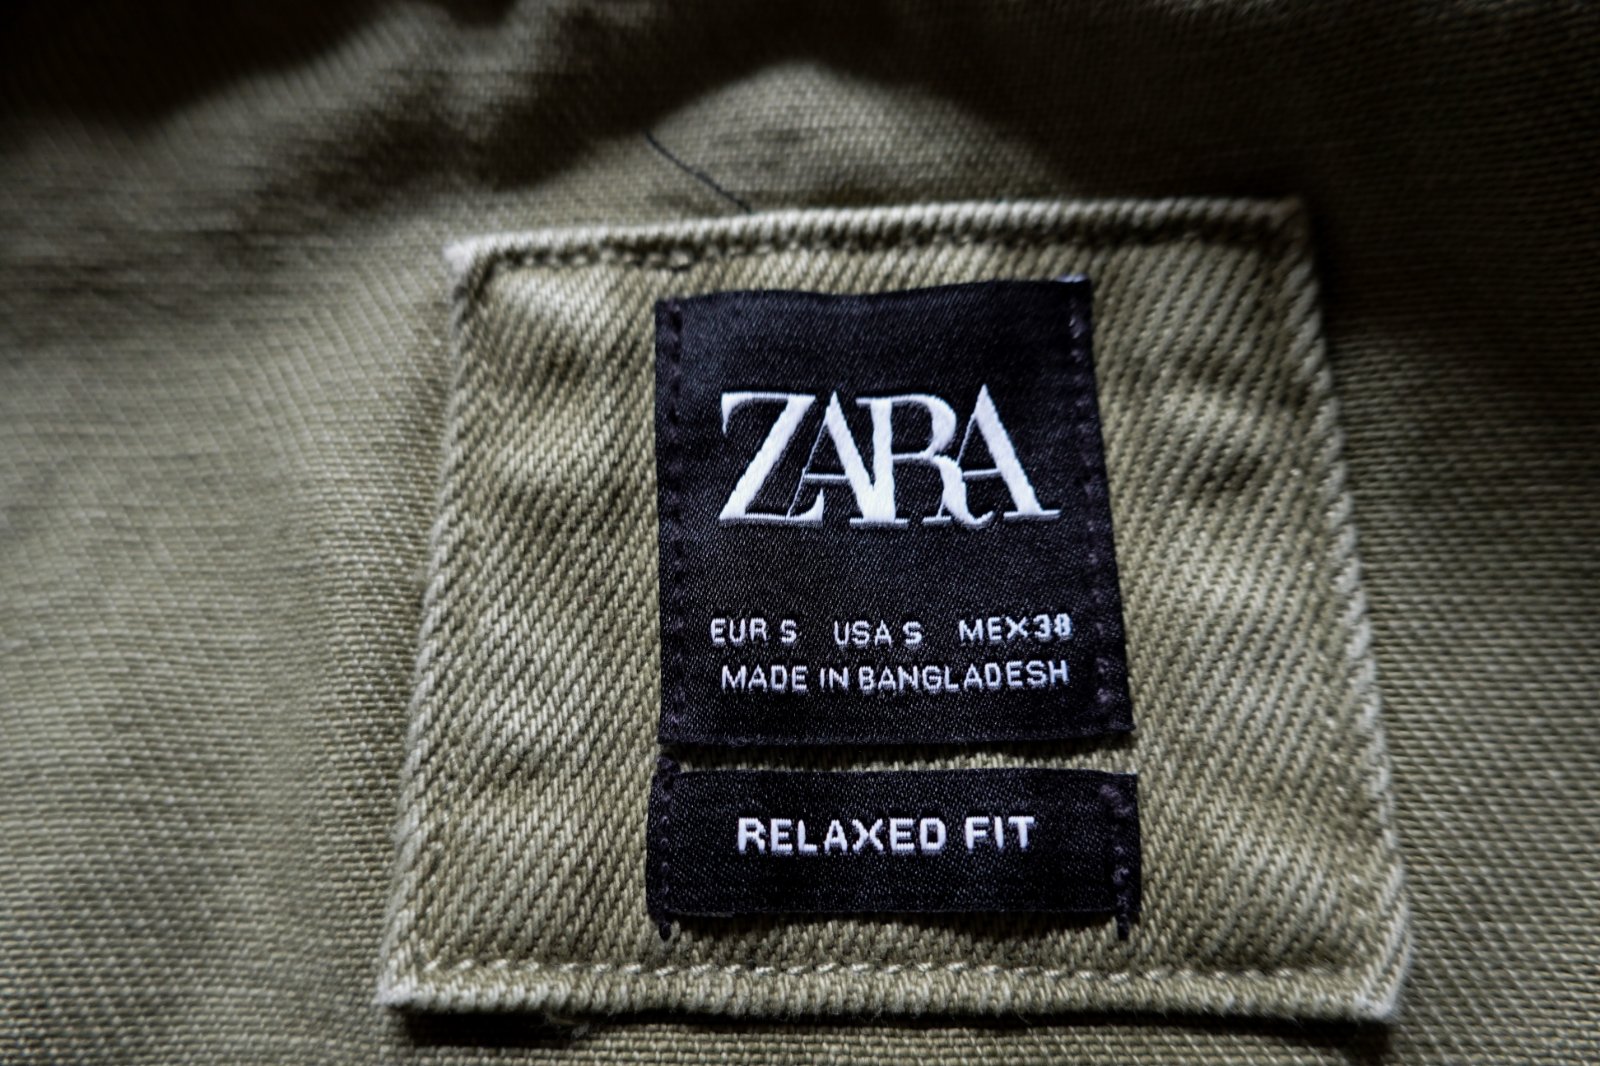 ZARA
EUR S USA S MEX 38
MADE IN BANGLADESH
RELAXED FIT